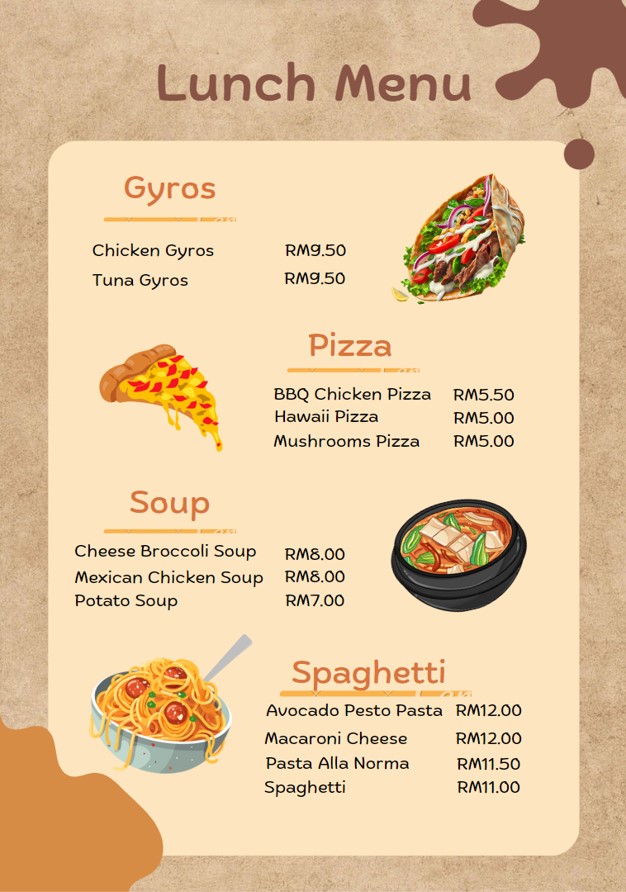 Lunch Menu
Gyros
Chicken Gyros RM9.50
Tuna Gyros RM9.50
Pizza
BBQ Chicken Pizza RM5.50
Hawaii Pizza RM5.00
Mushrooms Pizza RM5.00
Soup
Cheese Broccoli Soup RM8.00
Mexican Chicken Soup RM8.00
Potato Soup RM7.00
Spaghetti
Avocado Pesto Pasta RM12.00
Macaroni Cheese RM12.00
Pasta Alla Norma RM11.50
Spaghetti RM11.00